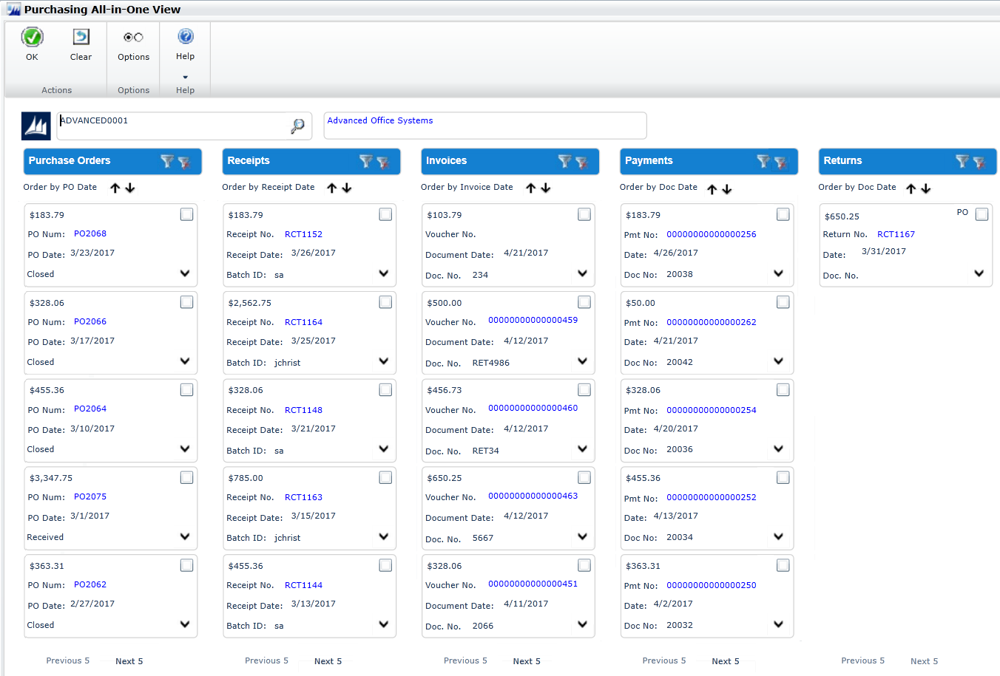 Purchasing All-in-One View
OK
Clear
Options
Help
Actions
Options
Help
ADVANCED0001
Advanced Office Systems
Purchase Orders
Order by PO Date
$183.79
PO Num: PO2068
PO Date: 3/23/2017
Closed
$328.06
PO Num: PO2066
PO Date: 3/17/2017
Closed
$455.36
PO Num: PO2064
PO Date: 3/10/2017
Closed
$3,347.75
PO Num: PO2075
PO Date: 3/1/2017
Received
$363.31
PO Num: PO2062
PO Date: 2/27/2017
Closed
Previous 5 Next 5
Receipts
Order by Receipt Date
$183.79
Receipt No. RCT1152
Receipt Date: 3/26/2017
Batch ID: sa
$2,562.75
Receipt No. RCT1164
Receipt Date: 3/25/2017
Batch ID: jchrist
$328.06
Receipt No. RCT1148
Receipt Date: 3/21/2017
Batch ID: sa
$785.00
Receipt No. RCT1163
Receipt Date: 3/15/2017
Batch ID: jchrist
$455.36
Receipt No. RCT1144
Receipt Date: 3/13/2017
Batch ID: sa
Previous 5 Next 5
Invoices
Order by Invoice Date
$103.79
Voucher No.
Document Date: 4/21/2017
Doc. No. 234
$500.00
Voucher No. 00000000000000459
Document Date: 4/12/2017
Doc. No. RET4986
$456.73
Voucher No. 00000000000000460
Document Date: 4/12/2017
Doc. No. RET34
$650.25
Voucher No. 00000000000000463
Document Date: 4/12/2017
Doc. No. 5667
$328.06
Voucher No. 00000000000000451
Document Date: 4/11/2017
Doc. No. 2066
Previous 5 Next 5
Payments
Order by Doc Date
$183.79
Pmt No: 00000000000000256
Date: 4/26/2017
Doc No: 20038
$50.00
Pmt No: 00000000000000262
Date: 4/21/2017
Doc No: 20042
$328.06
Pmt No: 00000000000000254
Date: 4/20/2017
Doc No: 20036
$455.36
Pmt No: 00000000000000252
Date: 4/13/2017
Doc No: 20034
$363.31
Pmt No: 00000000000000250
Date: 4/2/2017
Doc No: 20032
Previous 5 Next 5
Returns
Order by Doc Date
$650.25 PO
Return No. RCT1167
Date: 3/31/2017
Doc. No.
Previous 5 Next 5